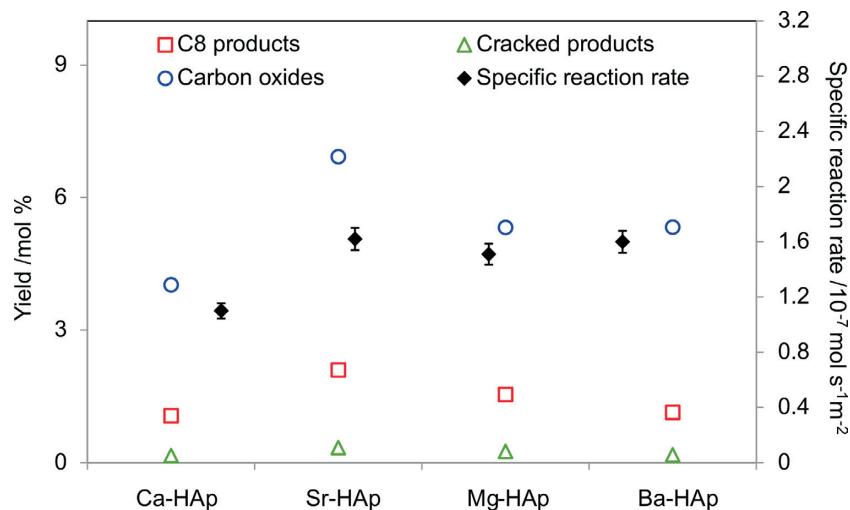 C8 products
Cracked products
Carbon oxides
Specific reaction rate
Yield /mol %
9
6
3
0
3.2
2.8
2.4
2
1.6
1.2
0.8
0.4
0
Specific reaction rate /10⁻⁷ mol s⁻¹m⁻²
Ca-HAp
Sr-HAp
Mg-HAp
Ba-HAp